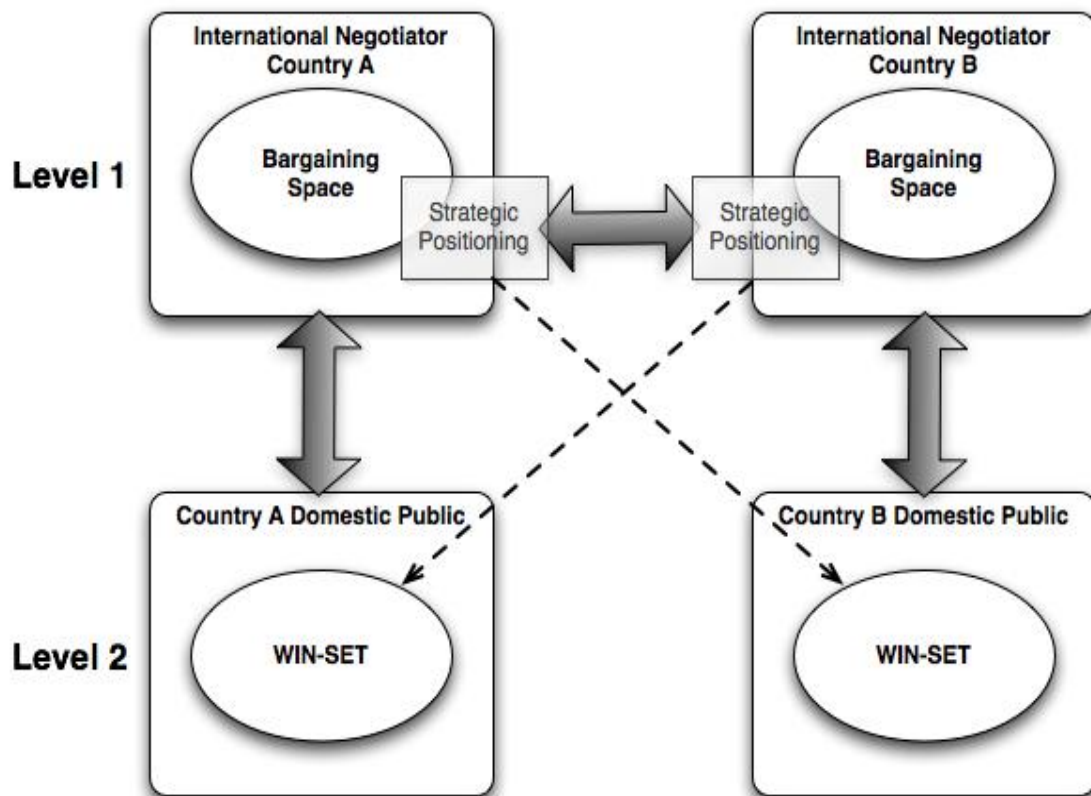 International Negotiator
Country A
International Negotiator
Country B
Level 1
Bargaining
Space
Bargaining
Space
Strategic
Positioning
Strategic
Positioning
Country A Domestic Public
Country B Domestic Public
Level 2
WIN-SET
WIN-SET